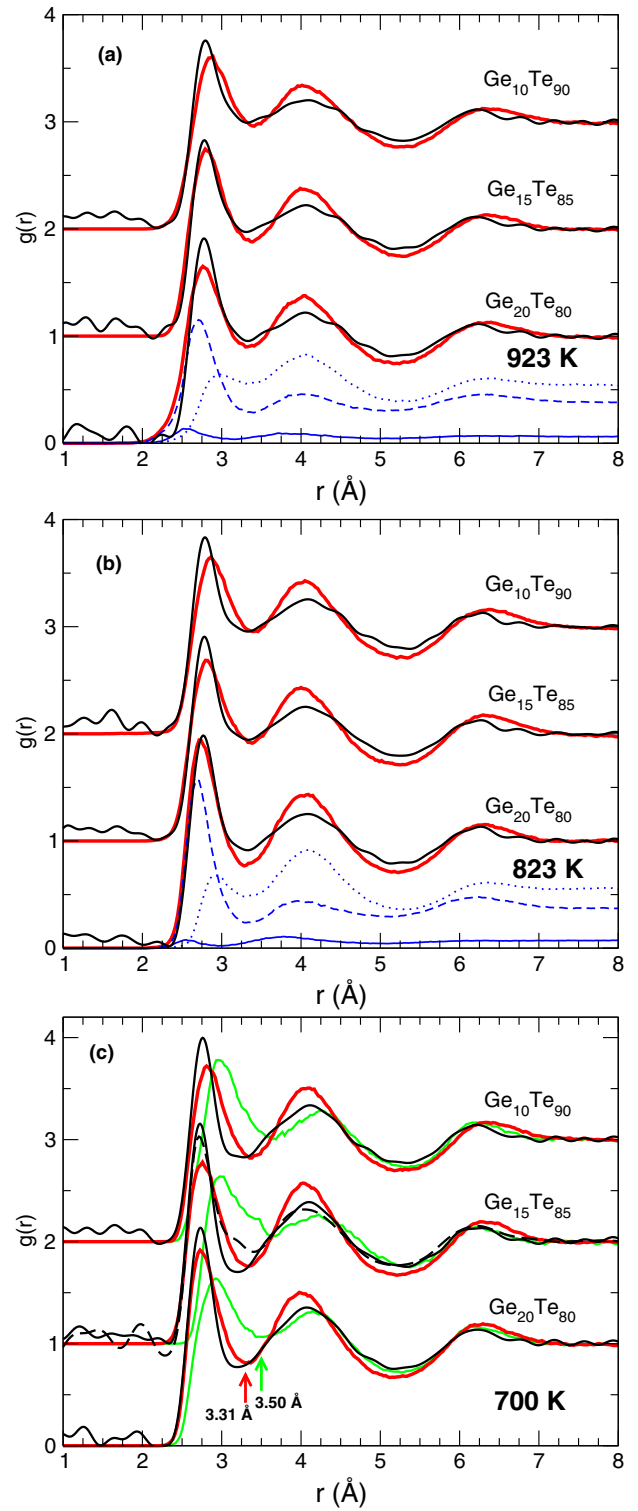 (a)
Ge10Te90
Ge15Te85
Ge20Te80
923 K
g(r)
4
3
2
1
0
1 2 3 4 5 6 7 8
r (Å)
(b)
Ge10Te90
Ge15Te85
Ge20Te80
823 K
g(r)
4
3
2
1
0
1 2 3 4 5 6 7 8
r (Å)
(c)
Ge10Te90
Ge15Te85
Ge20Te80
700 K
3.31 Å
3.50 Å
g(r)
4
3
2
1
0
1 2 3 4 5 6 7 8
r (Å)